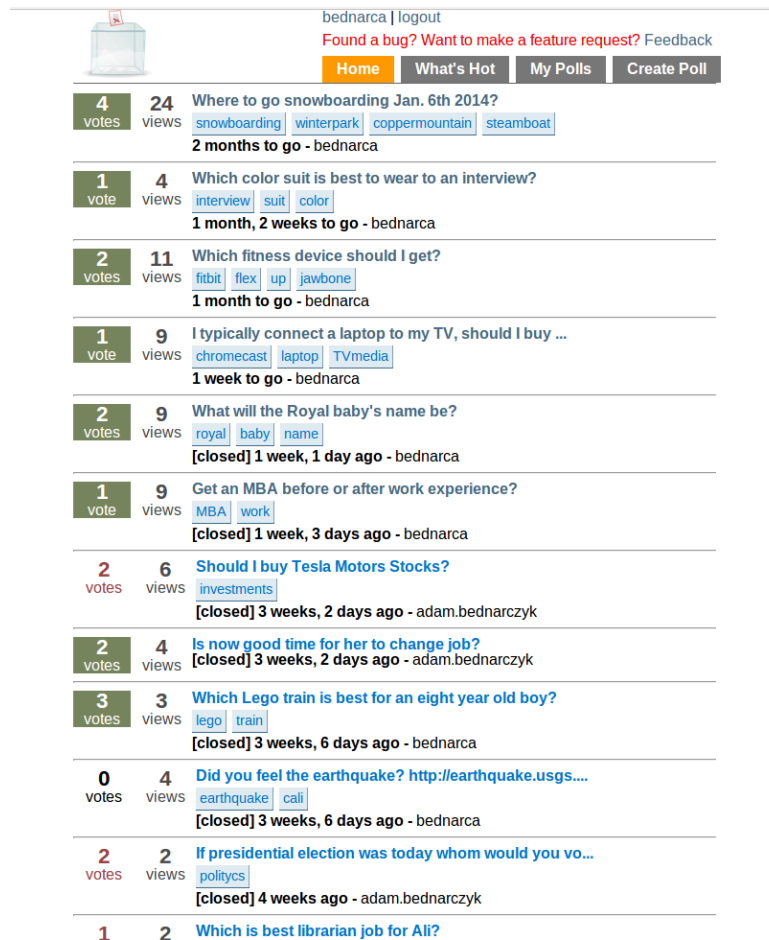 bednarca | logout
Found a bug? Want to make a feature request? Feedback
Home What's Hot My Polls Create Poll
4 votes 24 views Where to go snowboarding Jan. 6th 2014?
snowboarding winterpark coppermountain steamboat
2 months to go - bednarca
1 vote 4 views Which color suit is best to wear to an interview?
interview suit color
1 month, 2 weeks to go - bednarca
2 votes 11 views Which fitness device should I get?
fitbit flex up jawbone
1 month to go - bednarca
1 vote 9 views I typically connect a laptop to my TV, should I buy ...
chromecast laptop TVmedia
1 week to go - bednarca
2 votes 9 views What will the Royal baby's name be?
royal baby name
[closed] 1 week, 1 day ago - bednarca
1 vote 9 views Get an MBA before or after work experience?
MBA work
[closed] 1 week, 3 days ago - bednarca
2 votes 6 views Should I buy Tesla Motors Stocks?
investments
[closed] 3 weeks, 2 days ago - adam.bednarczyk
2 votes 4 views Is now good time for her to change job?
[closed] 3 weeks, 2 days ago - adam.bednarczyk
3 votes 3 views Which Lego train is best for an eight year old boy?
lego train
[closed] 3 weeks, 6 days ago - bednarca
0 votes 4 views Did you feel the earthquake? http://earthquake.usgs....
earthquake cali
[closed] 3 weeks, 6 days ago - bednarca
2 votes 2 views If presidential election was today whom would you vo...
politycs
[closed] 4 weeks ago - adam.bednarczyk
1 2 Which is best librarian job for Ali?